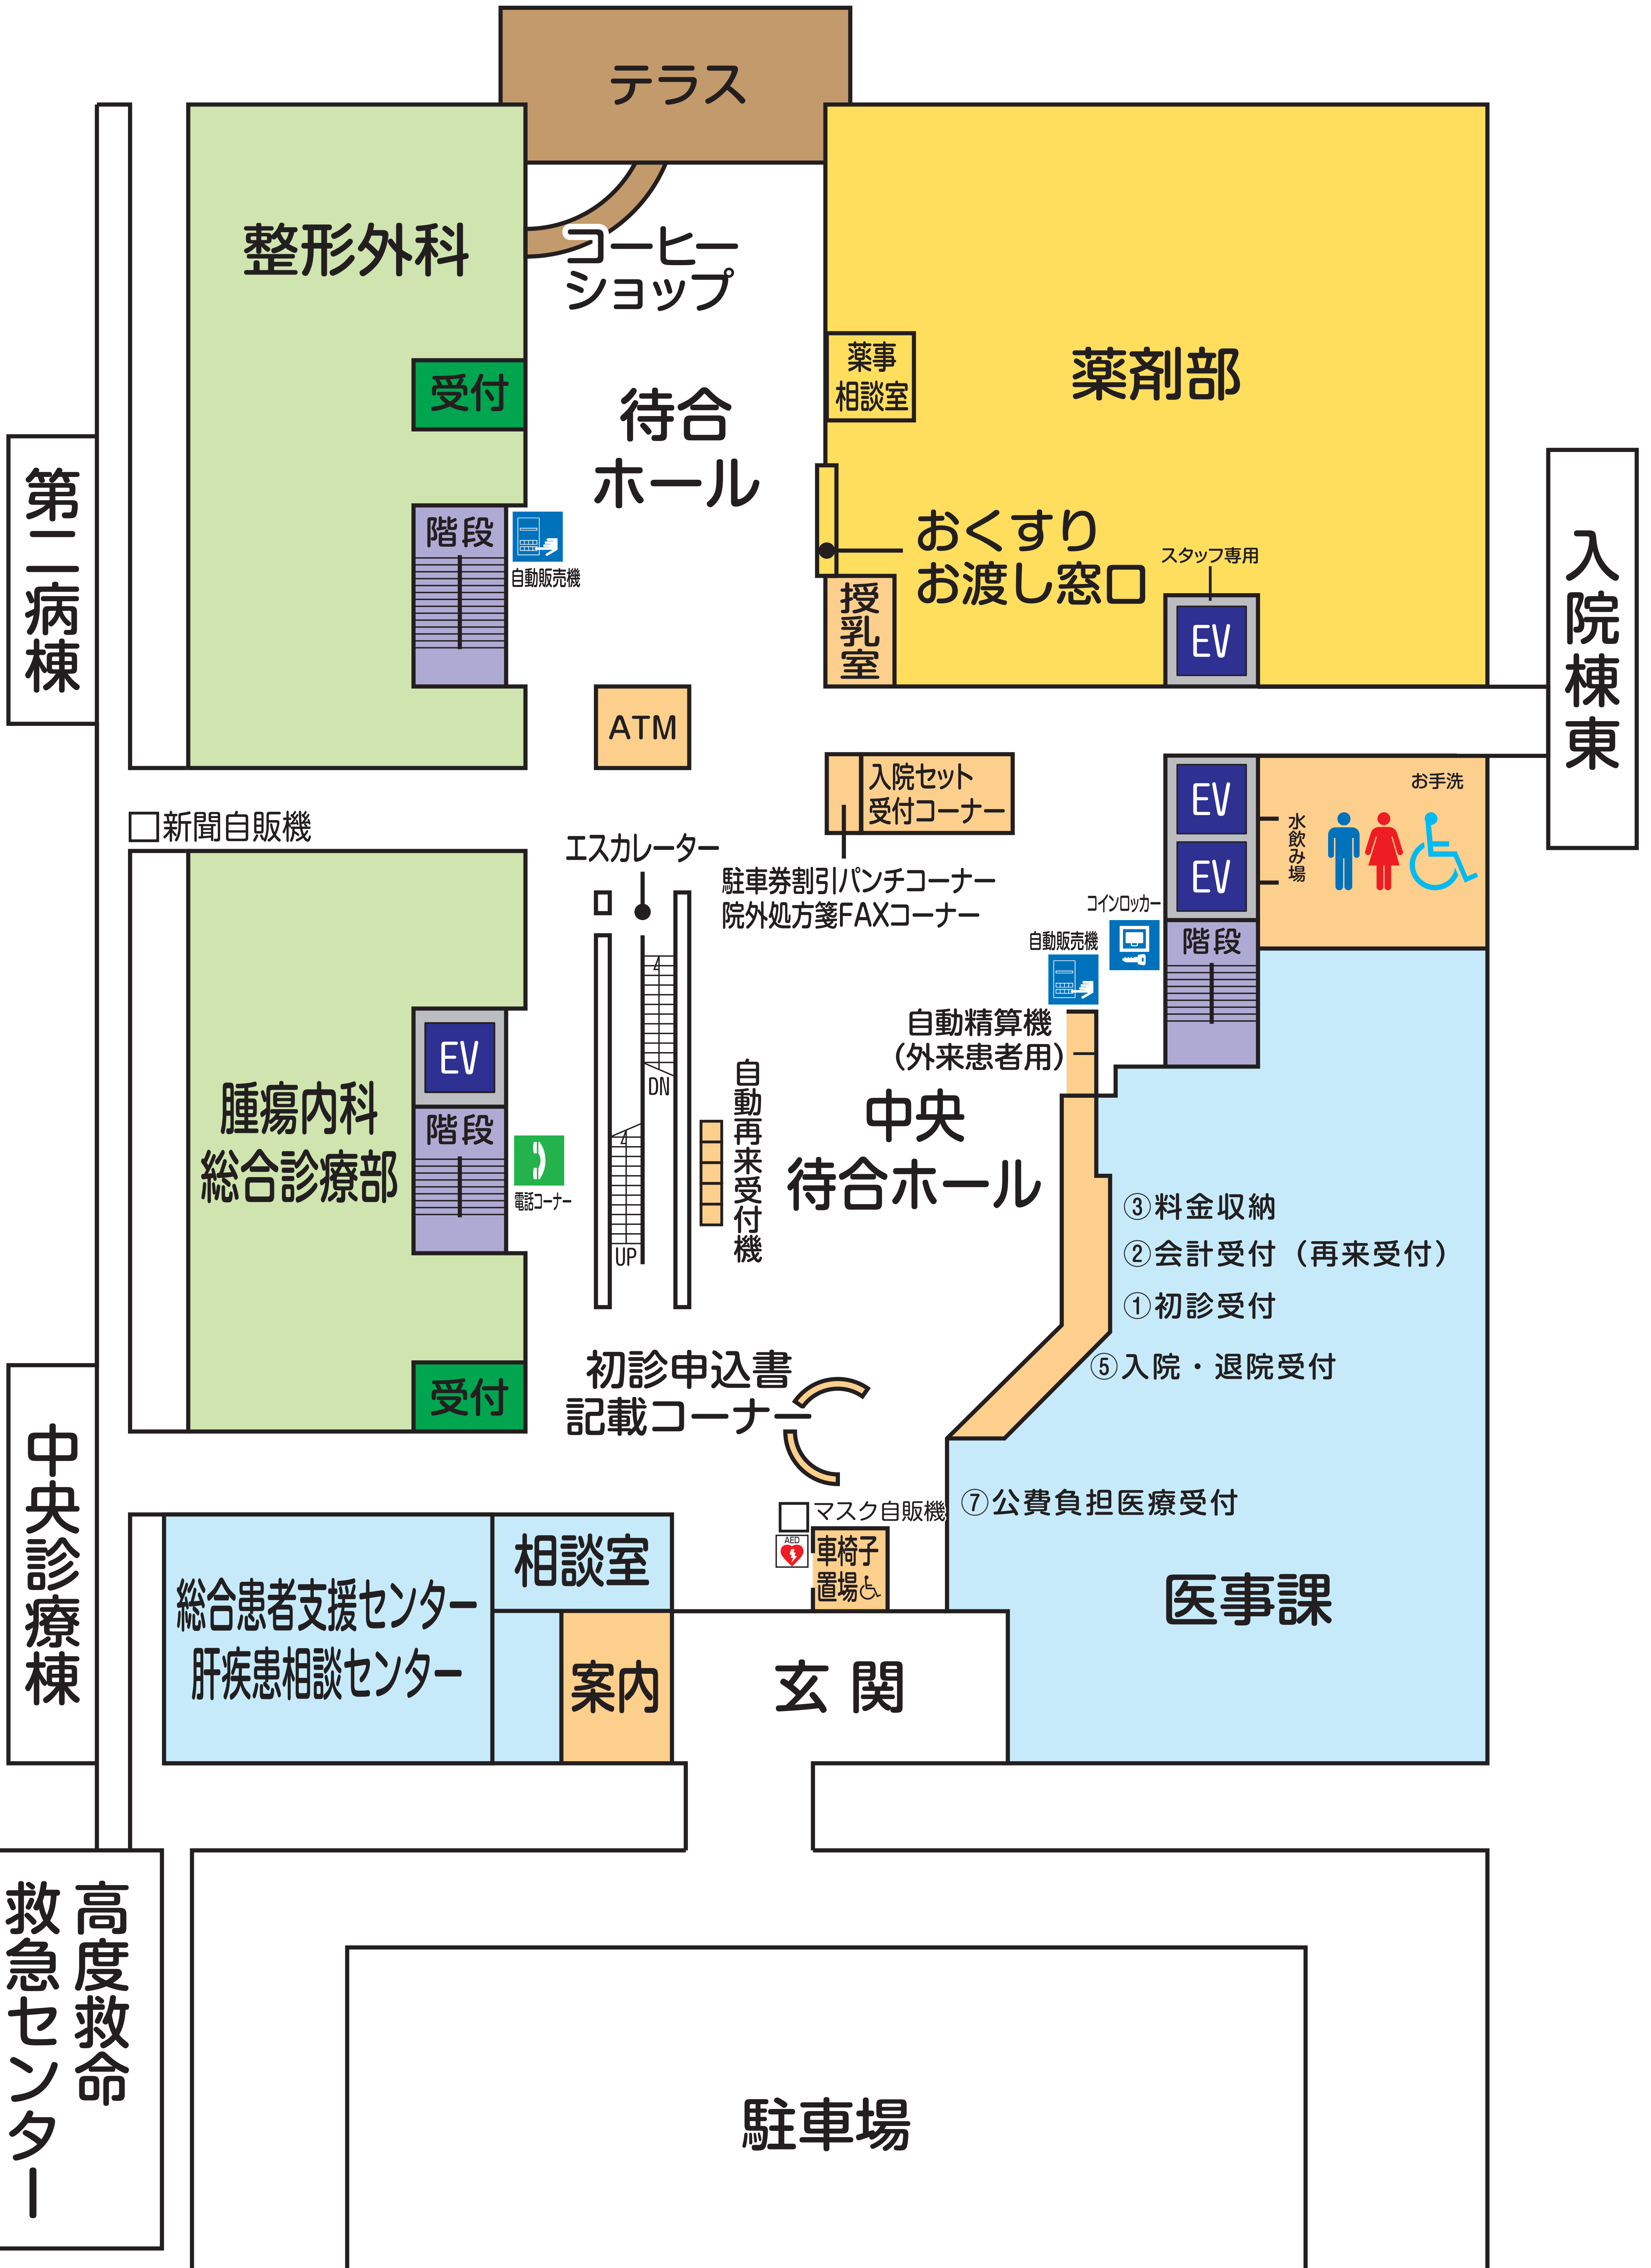 テラス
整形外科
コーヒー
ショップ
薬事
相談室
薬剤部
受付
待合
ホール
第二病棟
階段
自動販売機
おくすり
お渡し窓口
スタッフ専用
EV
授乳室
入院棟東
ATM
入院セット
受付コーナー
EV
お手洗
水飲み場
EV
新聞自販機
エスカレーター
駐車券割引パンチコーナー
院外処方箋FAXコーナー
コインロッカー
自動販売機
階段
自動精算機
(外来患者用)
EV
DN
自動再来受付機
中央
待合ホール
腫瘍内科
総合診療部
階段
電話コーナー
UP
③料金収納
②会計受付（再来受付）
①初診受付
⑤入院・退院受付
初診申込書
記載コーナー
受付
中央診療棟
⑦公費負担医療受付
マスク自販機
AED
車椅子
置場
相談室
総合患者支援センター
肝疾患相談センター
案内
玄関
医事課
高度救命
救急センター
駐車場